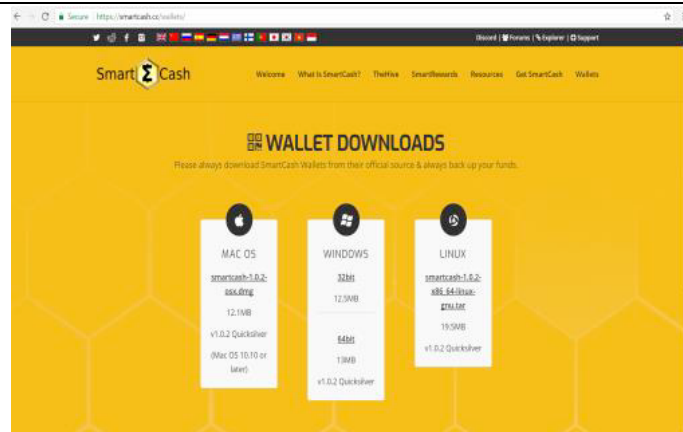 Secure | https://smartcash.cc/wallets/
Discord | Forums | Explorer | Support
Smart Cash
Welcome What Is SmartCash? TheHive SmartRewards Resources Get SmartCash Wallets
WALLET DOWNLOADS
Please always download SmartCash Wallets from their official source & always back up your funds.
MAC OS
smartcash-1.0.2-
osx.dmg
12.1MB
v1.0.2 Quicksilver
(Mac OS 10.10 or
later)
WINDOWS
32bit
12.5MB
64bit
13MB
v1.0.2 Quicksilver
LINUX
smartcash-1.0.2-
x86_64-linux-
gnu.tar
19.5MB
v1.0.2 Quicksilver